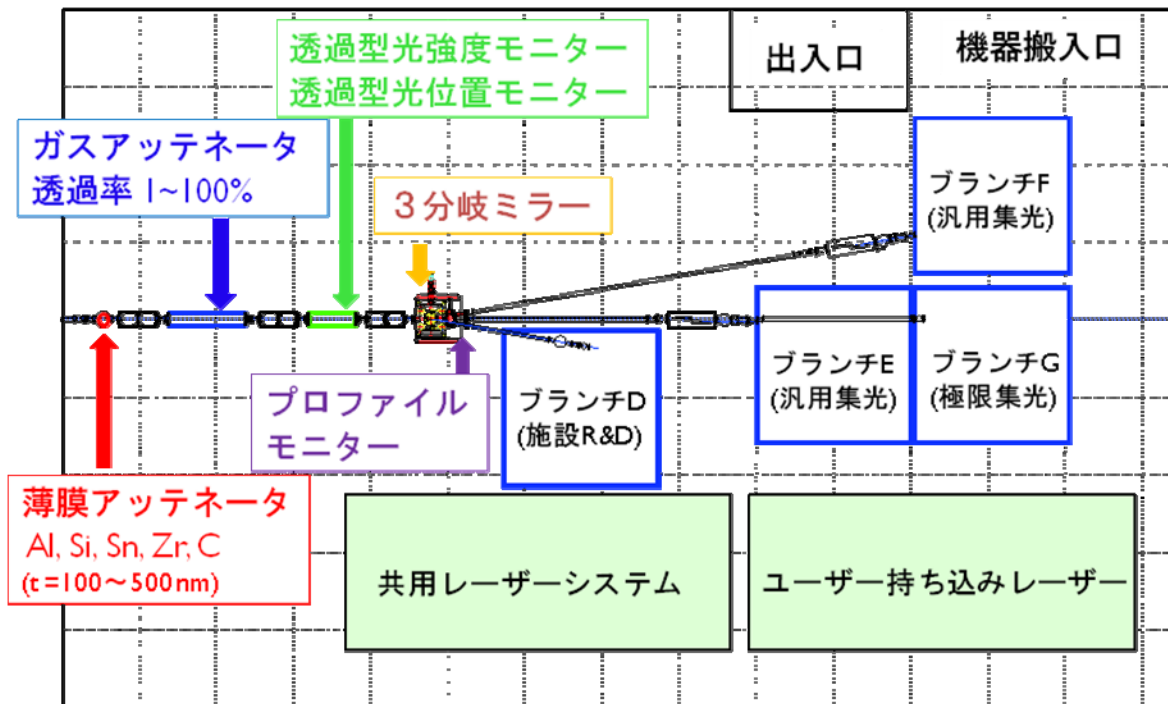 透過型光強度モニター
透過型光位置モニター
出入口
機器搬入口
ガスアッテネータ
透過率 1~100%
3分岐ミラー
ブランチF
(汎用集光)
プロファイル
モニター
ブランチD
(施設R&D)
ブランチE
(汎用集光)
ブランチG
(極限集光)
薄膜アッテネータ
Al, Si, Sn, Zr, C
(t=100～500nm)
共用レーザーシステム
ユーザー持ち込みレーザー